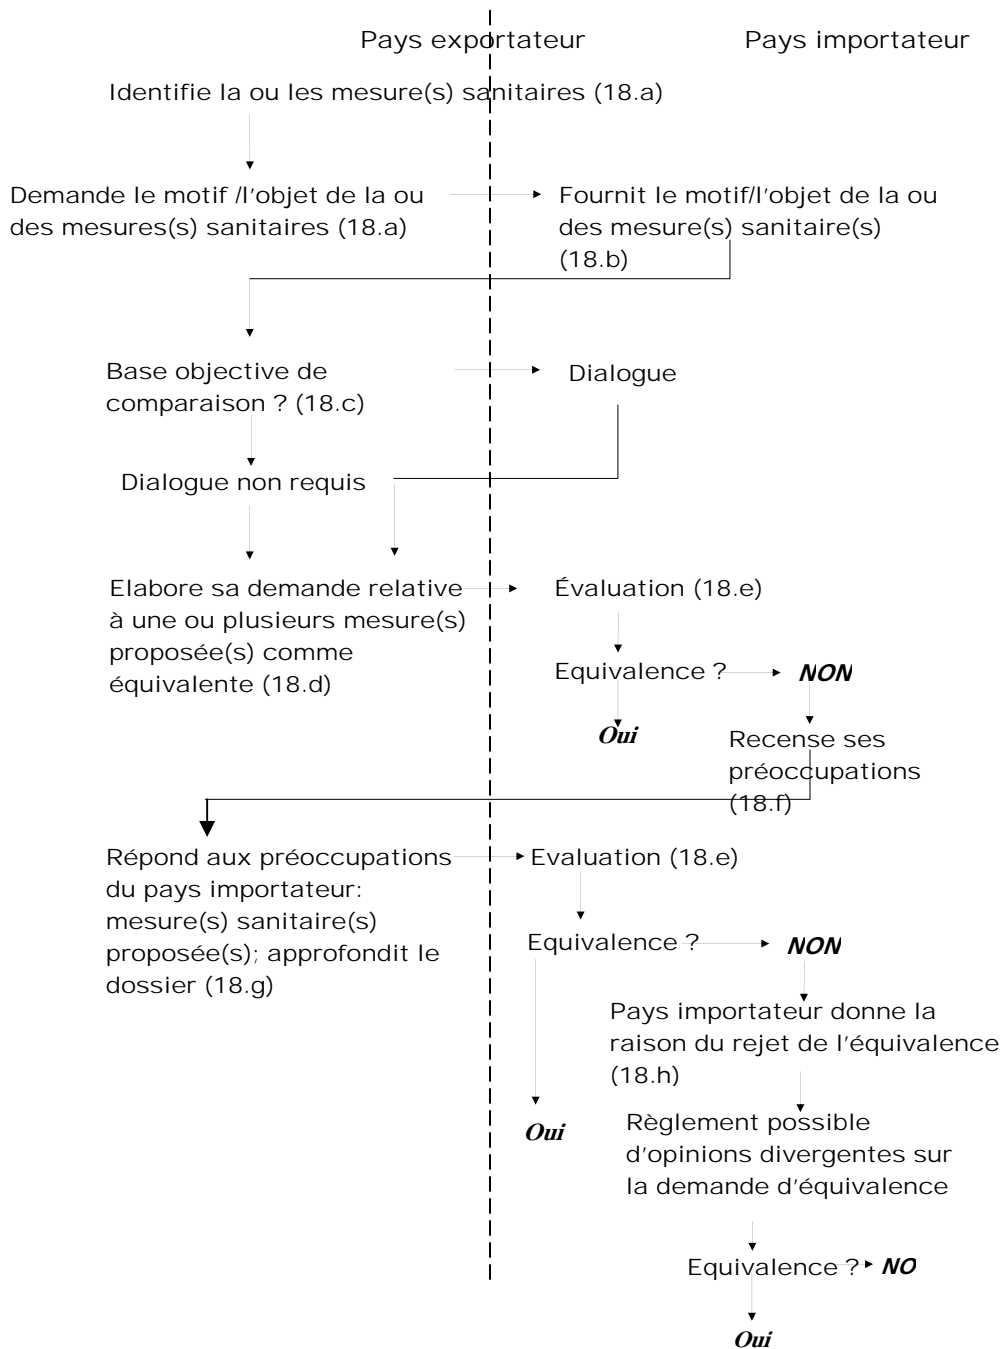 Pays exportateur
Pays importateur
Identifie la ou les mesure(s) sanitaires (18.a)
Demande le motif /l'objet de la ou
des mesures(s) sanitaires (18.a)
Fournit le motif/l'objet de la ou
des mesure(s) sanitaire(s)
(18.b)
Base objective de
comparaison ? (18.c)
Dialogue
Dialogue non requis
Elabore sa demande relative
à une ou plusieurs mesure(s)
proposée(s) comme
équivalente (18.d)
Évaluation (18.e)
Equivalence ?
NON
Oui
Recense ses
préoccupations
(18.f)
Répond aux préoccupations
du pays importateur:
mesure(s) sanitaire(s)
proposée(s); approfondit le
dossier (18.g)
Evaluation (18.e)
Equivalence ?
NON
Pays importateur donne la
raison du rejet de l'équivalence
(18.h)
Oui
Règlement possible
d'opinions divergentes sur
la demande d'équivalence
Equivalence ?
NO
Oui